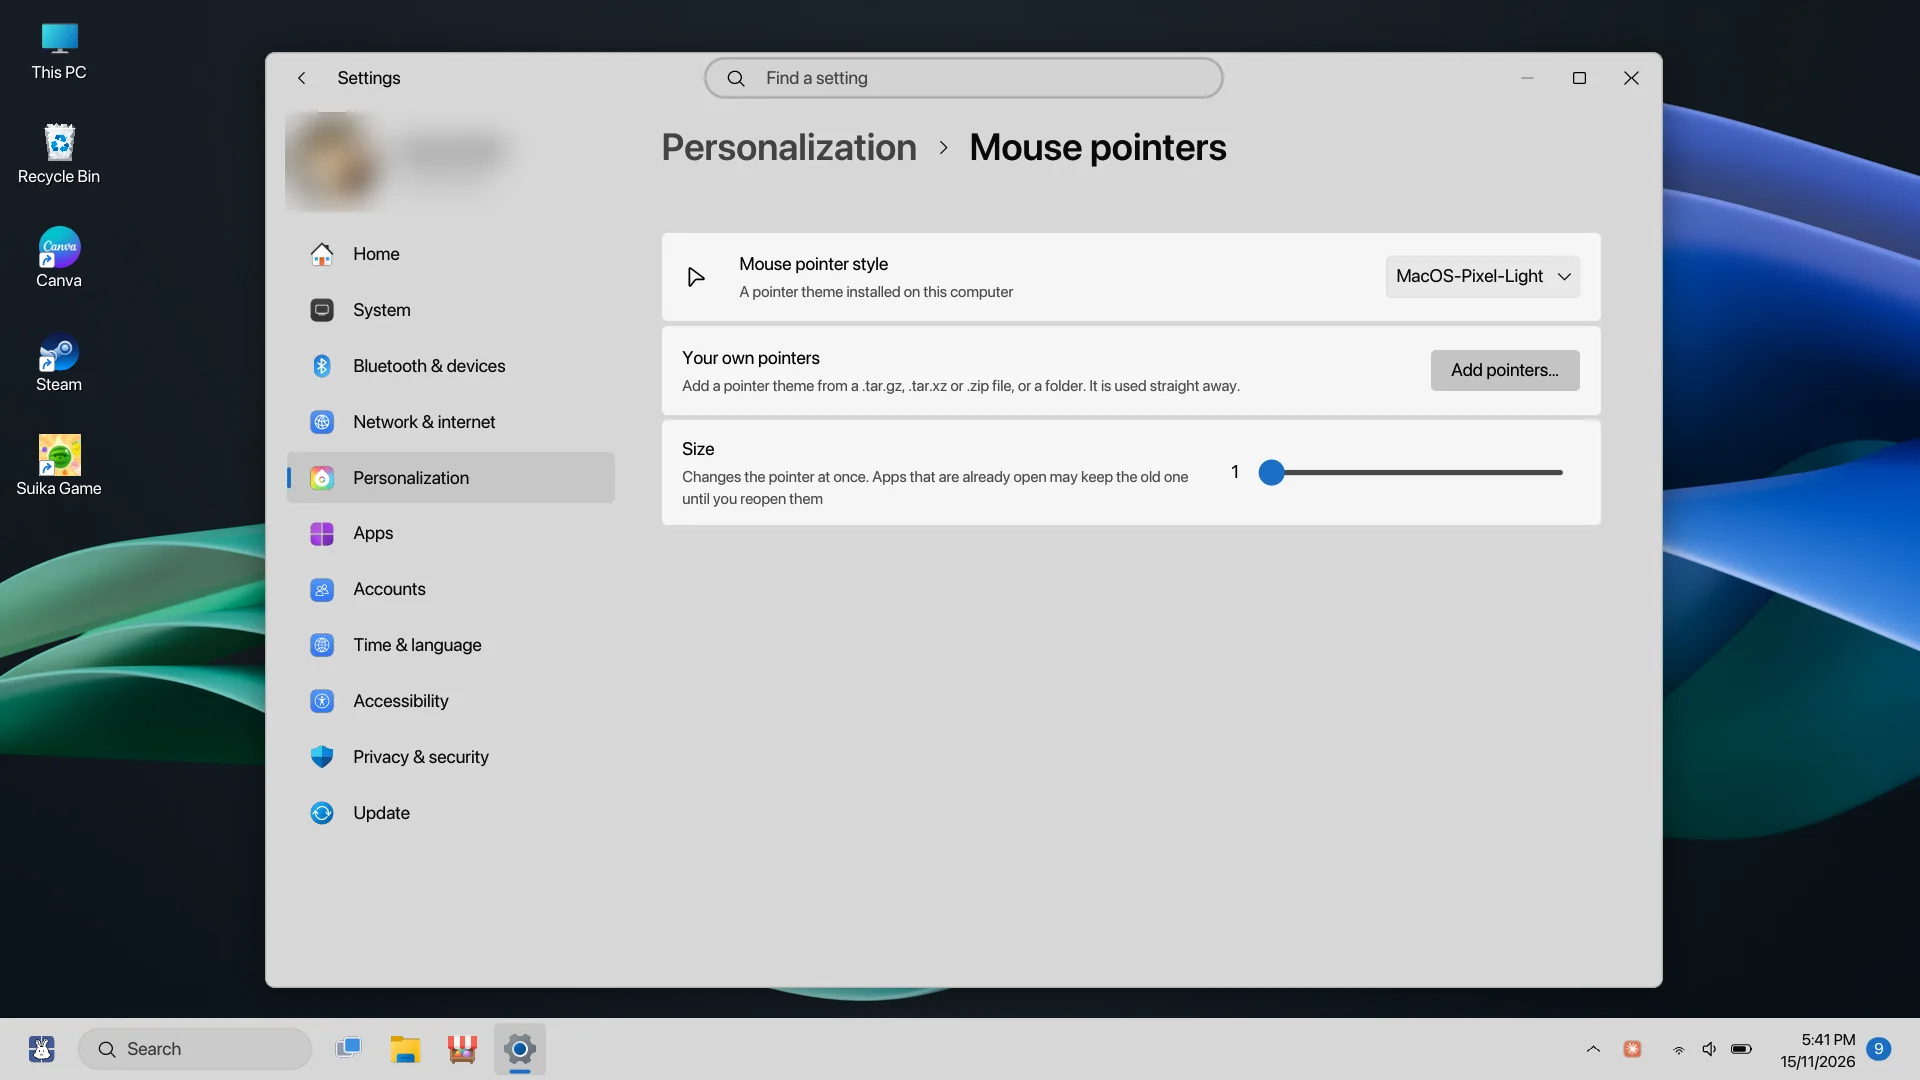 This PC
Recycle Bin
Canva
Canva
Steam
Suika Game
Settings
Find a setting
Home
System
Bluetooth & devices
Network & internet
Personalization
Apps
Accounts
Time & language
Accessibility
Privacy & security
Update
Personalization > Mouse pointers
Mouse pointer style
A pointer theme installed on this computer
MacOS-Pixel-Light
Your own pointers
Add a pointer theme from a .tar.gz, .tar.xz or .zip file, or a folder. It is used straight away.
Add pointers...
Size
Changes the pointer at once. Apps that are already open may keep the old one
until you reopen them
1
Search
5:41 PM
15/11/2026
9